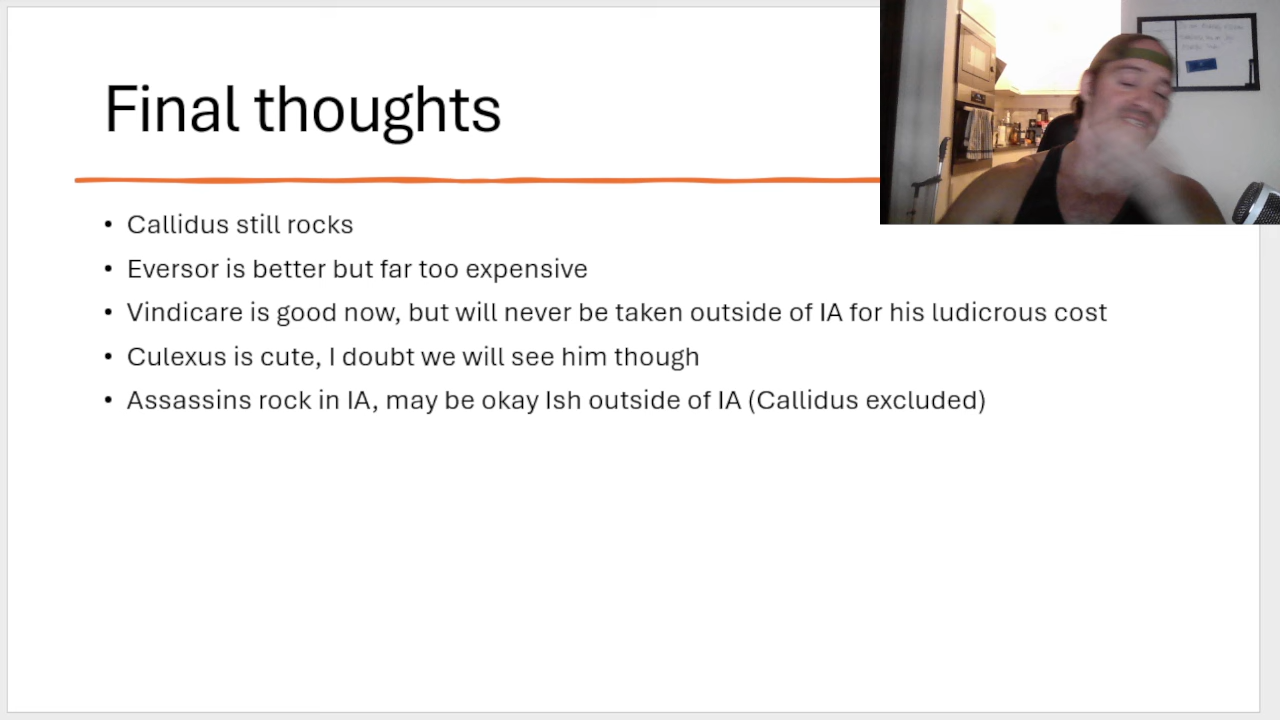 Final thoughts
• Callidus still rocks
• Eversor is better but far too expensive
• Vindicare is good now, but will never be taken outside of IA for his ludicrous cost
• Culexus is cute, I doubt we will see him though
• Assassins rock in IA, may be okay Ish outside of IA (Callidus excluded)